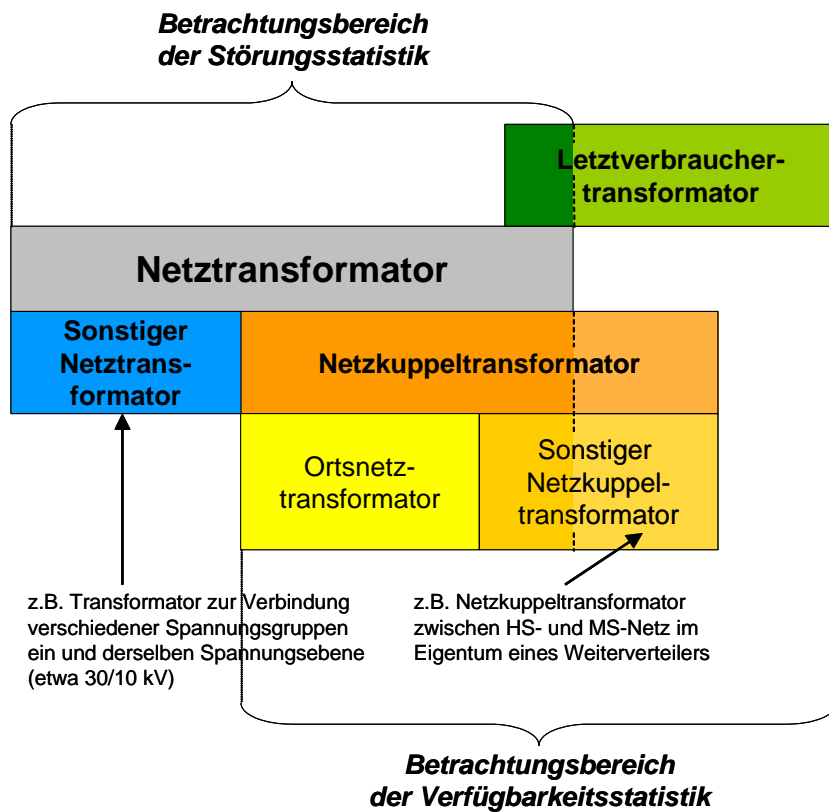 Betrachtungsbereich
der Störungsstatistik
Letztverbraucher-
transformator
Netztransformator
Sonstiger
Netztrans-
formator
Netzkuppeltransformator
Ortsnetz-
transformator
Sonstiger
Netzkuppel-
transformator
z.B. Transformator zur Verbindung
verschiedener Spannungsgruppen
ein und derselben Spannungsebene
(etwa 30/10 kV)
z.B. Netzkuppeltransformator
zwischen HS- und MS-Netz im
Eigentum eines Weiterverteilers
Betrachtungsbereich
der Verfügbarkeitsstatistik